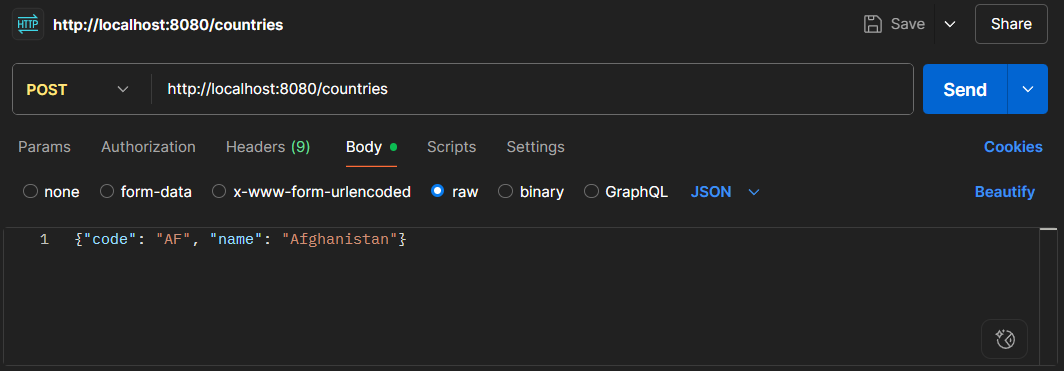 HTTP http://localhost:8080/countries Save Share
POST http://localhost:8080/countries Send
Params Authorization Headers (9) Body Scripts Settings Cookies
none form-data x-www-form-urlencoded raw binary GraphQL JSON Beautify
1 {"code": "AF", "name": "Afghanistan"}